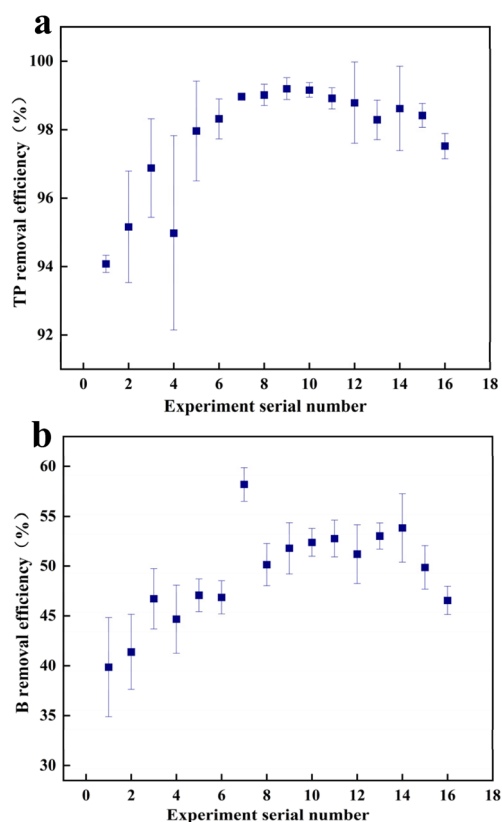 a
TP removal efficiency（%）
100
98
96
94
92
0 2 4 6 8 10 12 14 16 18
Experiment serial number
b
B removal efficiency（%）
60
55
50
45
40
35
30
0 2 4 6 8 10 12 14 16 18
Experiment serial number